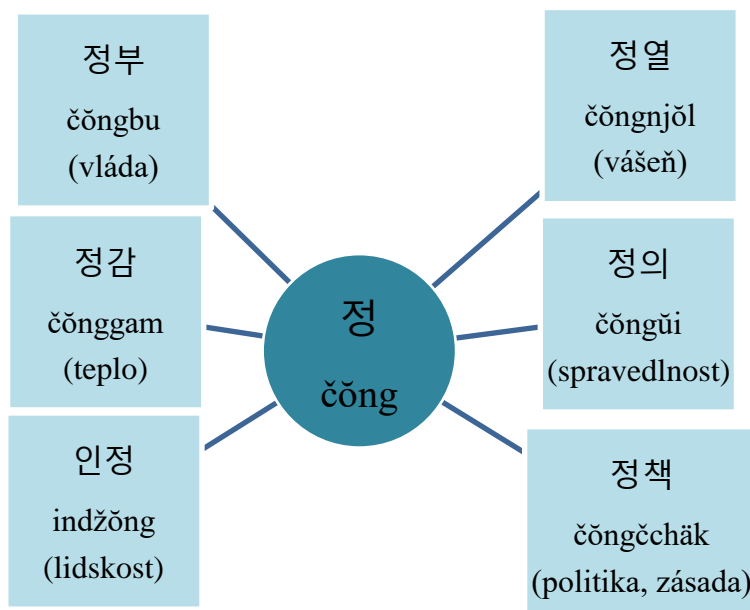 정부
čŏngbu
(vláda)
정열
čŏngnjŏl
(vášeň)
정감
čŏnggam
(teplo)
정
čŏng
정의
čŏngŭi
(spravedlnost)
인정
indžŏng
(lidskost)
정책
čŏngčchäk
(politika, zásada)